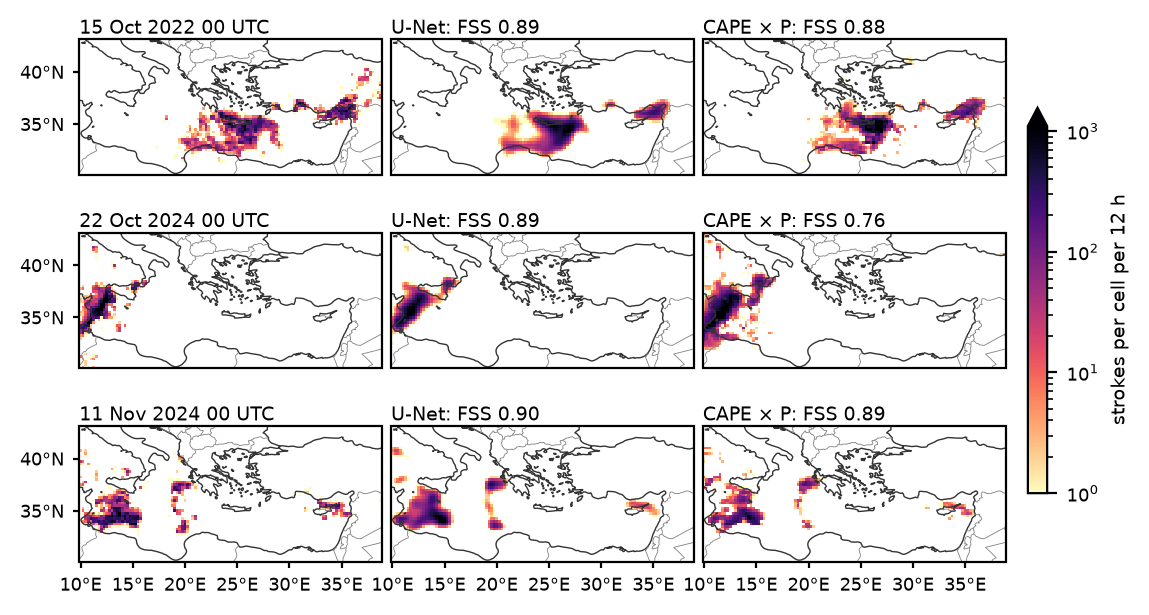 15 Oct 2022 00 UTC
U-Net: FSS 0.89
CAPE × P: FSS 0.88
40°N
35°N
22 Oct 2024 00 UTC
U-Net: FSS 0.89
CAPE × P: FSS 0.76
40°N
35°N
11 Nov 2024 00 UTC
U-Net: FSS 0.90
CAPE × P: FSS 0.89
40°N
35°N
10°E 15°E 20°E 25°E 30°E 35°E
10°E 15°E 20°E 25°E 30°E 35°E
10°E 15°E 20°E 25°E 30°E 35°E
10³
10²
10¹
10⁰
strokes per cell per 12 h